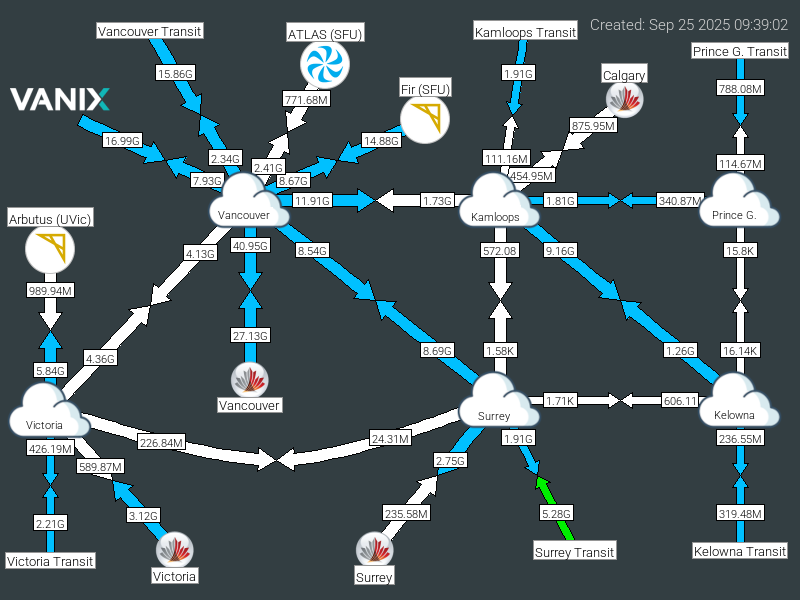 Created: Sep 25 2025 09:39:02
Vancouver Transit
ATLAS (SFU)
Kamloops Transit
Prince G. Transit
15.86G
1.91G
Calgary
788.08M
VANIX
771.68M
Fir (SFU)
875.95M
16.99G
14.88G
2.34G
111.16M
114.67M
2.41G
7.93G
8.67G
454.95M
11.91G
1.73G
1.81G
340.87M
Vancouver
Kamloops
Prince G.
Arbutus (UVic)
4.13G
40.95G
8.54G
572.08
9.16G
15.8K
989.94M
27.13G
4.36G
8.69G
1.58K
1.26G
16.14K
5.84G
Vancouver
1.71K
606.11
Victoria
Surrey
Kelowna
426.19M
226.84M
24.31M
1.91G
236.55M
589.87M
2.75G
2.21G
3.12G
235.58M
5.28G
319.48M
Victoria Transit
Victoria
Surrey
Surrey Transit
Kelowna Transit